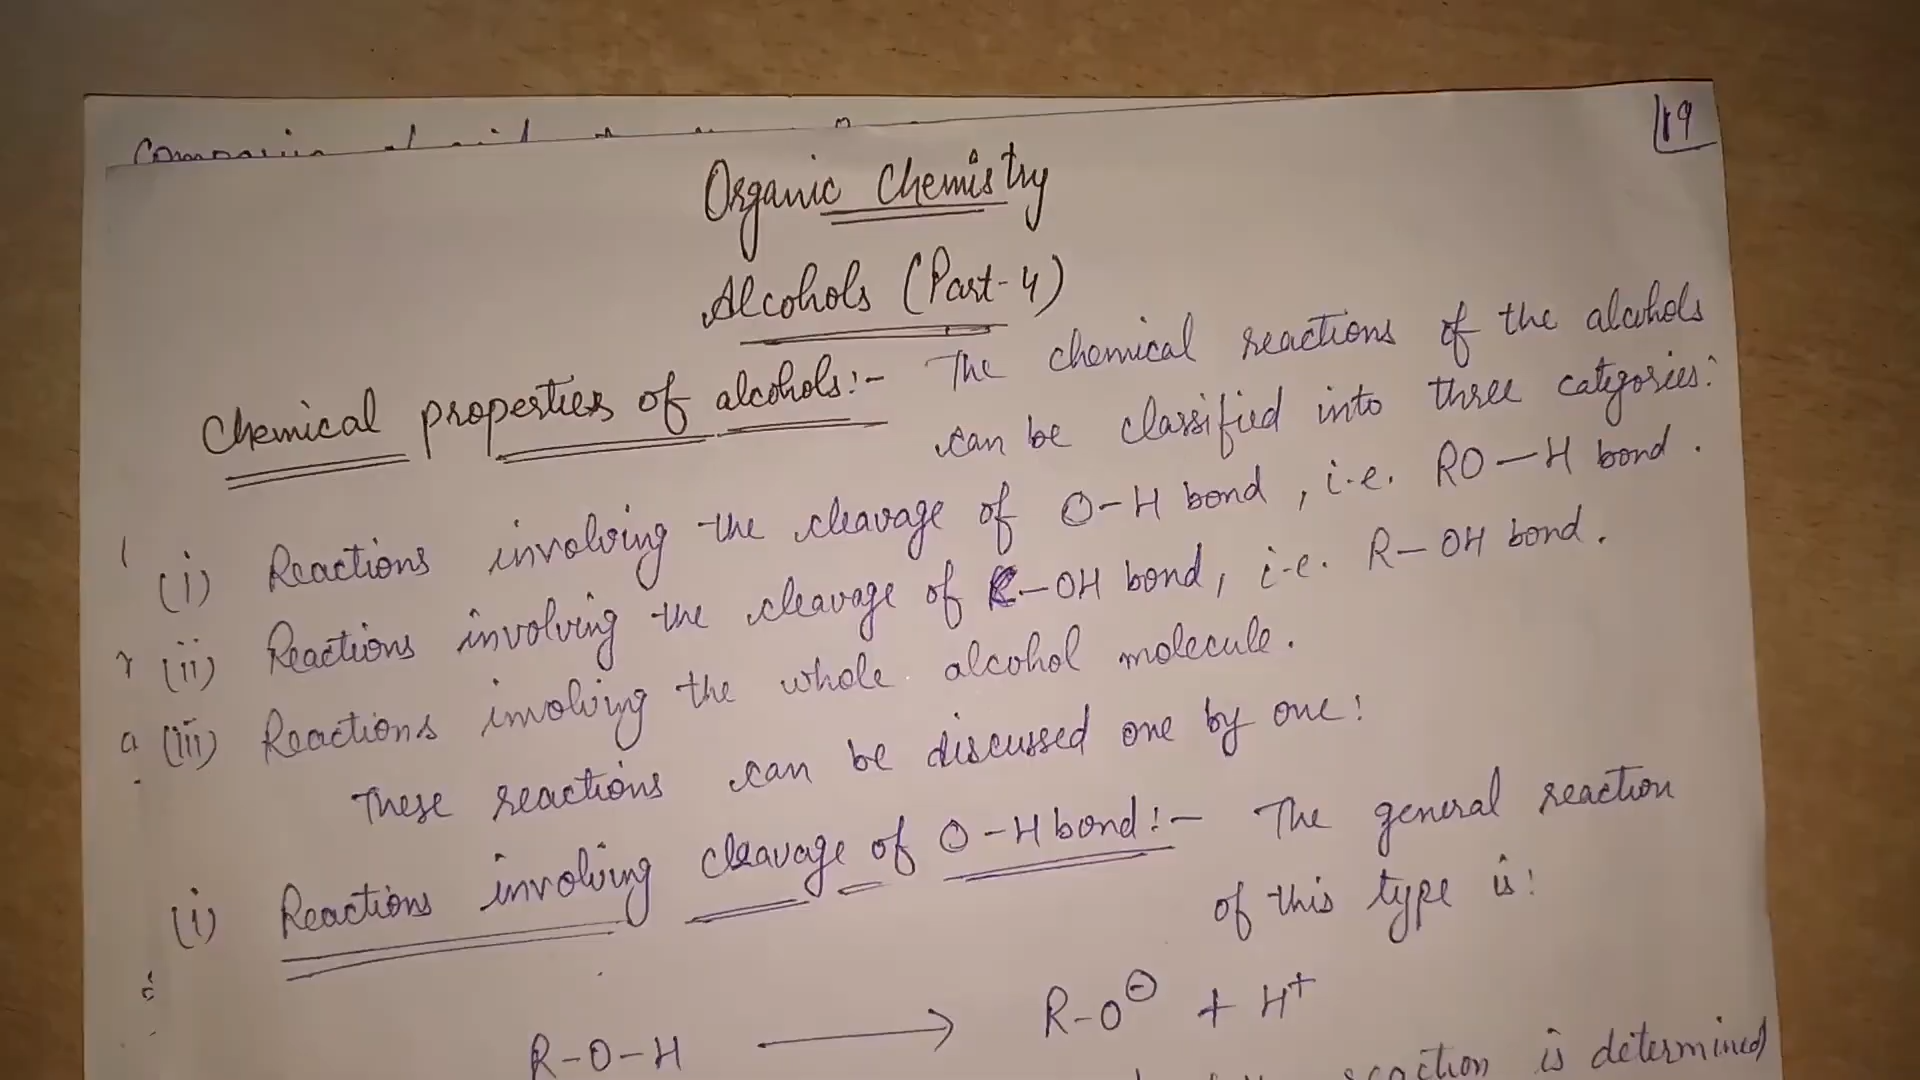 19
Organic Chemistry
Alcohols (Part-4)
Chemical properties of alcohols:- The chemical reactions of the alcohols
can be classified into three categories:
(i) Reactions involving the cleavage of O-H bond, i.e. RO-H bond.
(ii) Reactions involving the cleavage of C-OH bond, i.e. R-OH bond.
(iii) Reactions involving the whole alcohol molecule.
These reactions can be discussed one by one:
(i) Reactions involving cleavage of O-H bond:- The general reaction
of this type is:
R-O-H → R-O⊖ + H+
reaction is determined